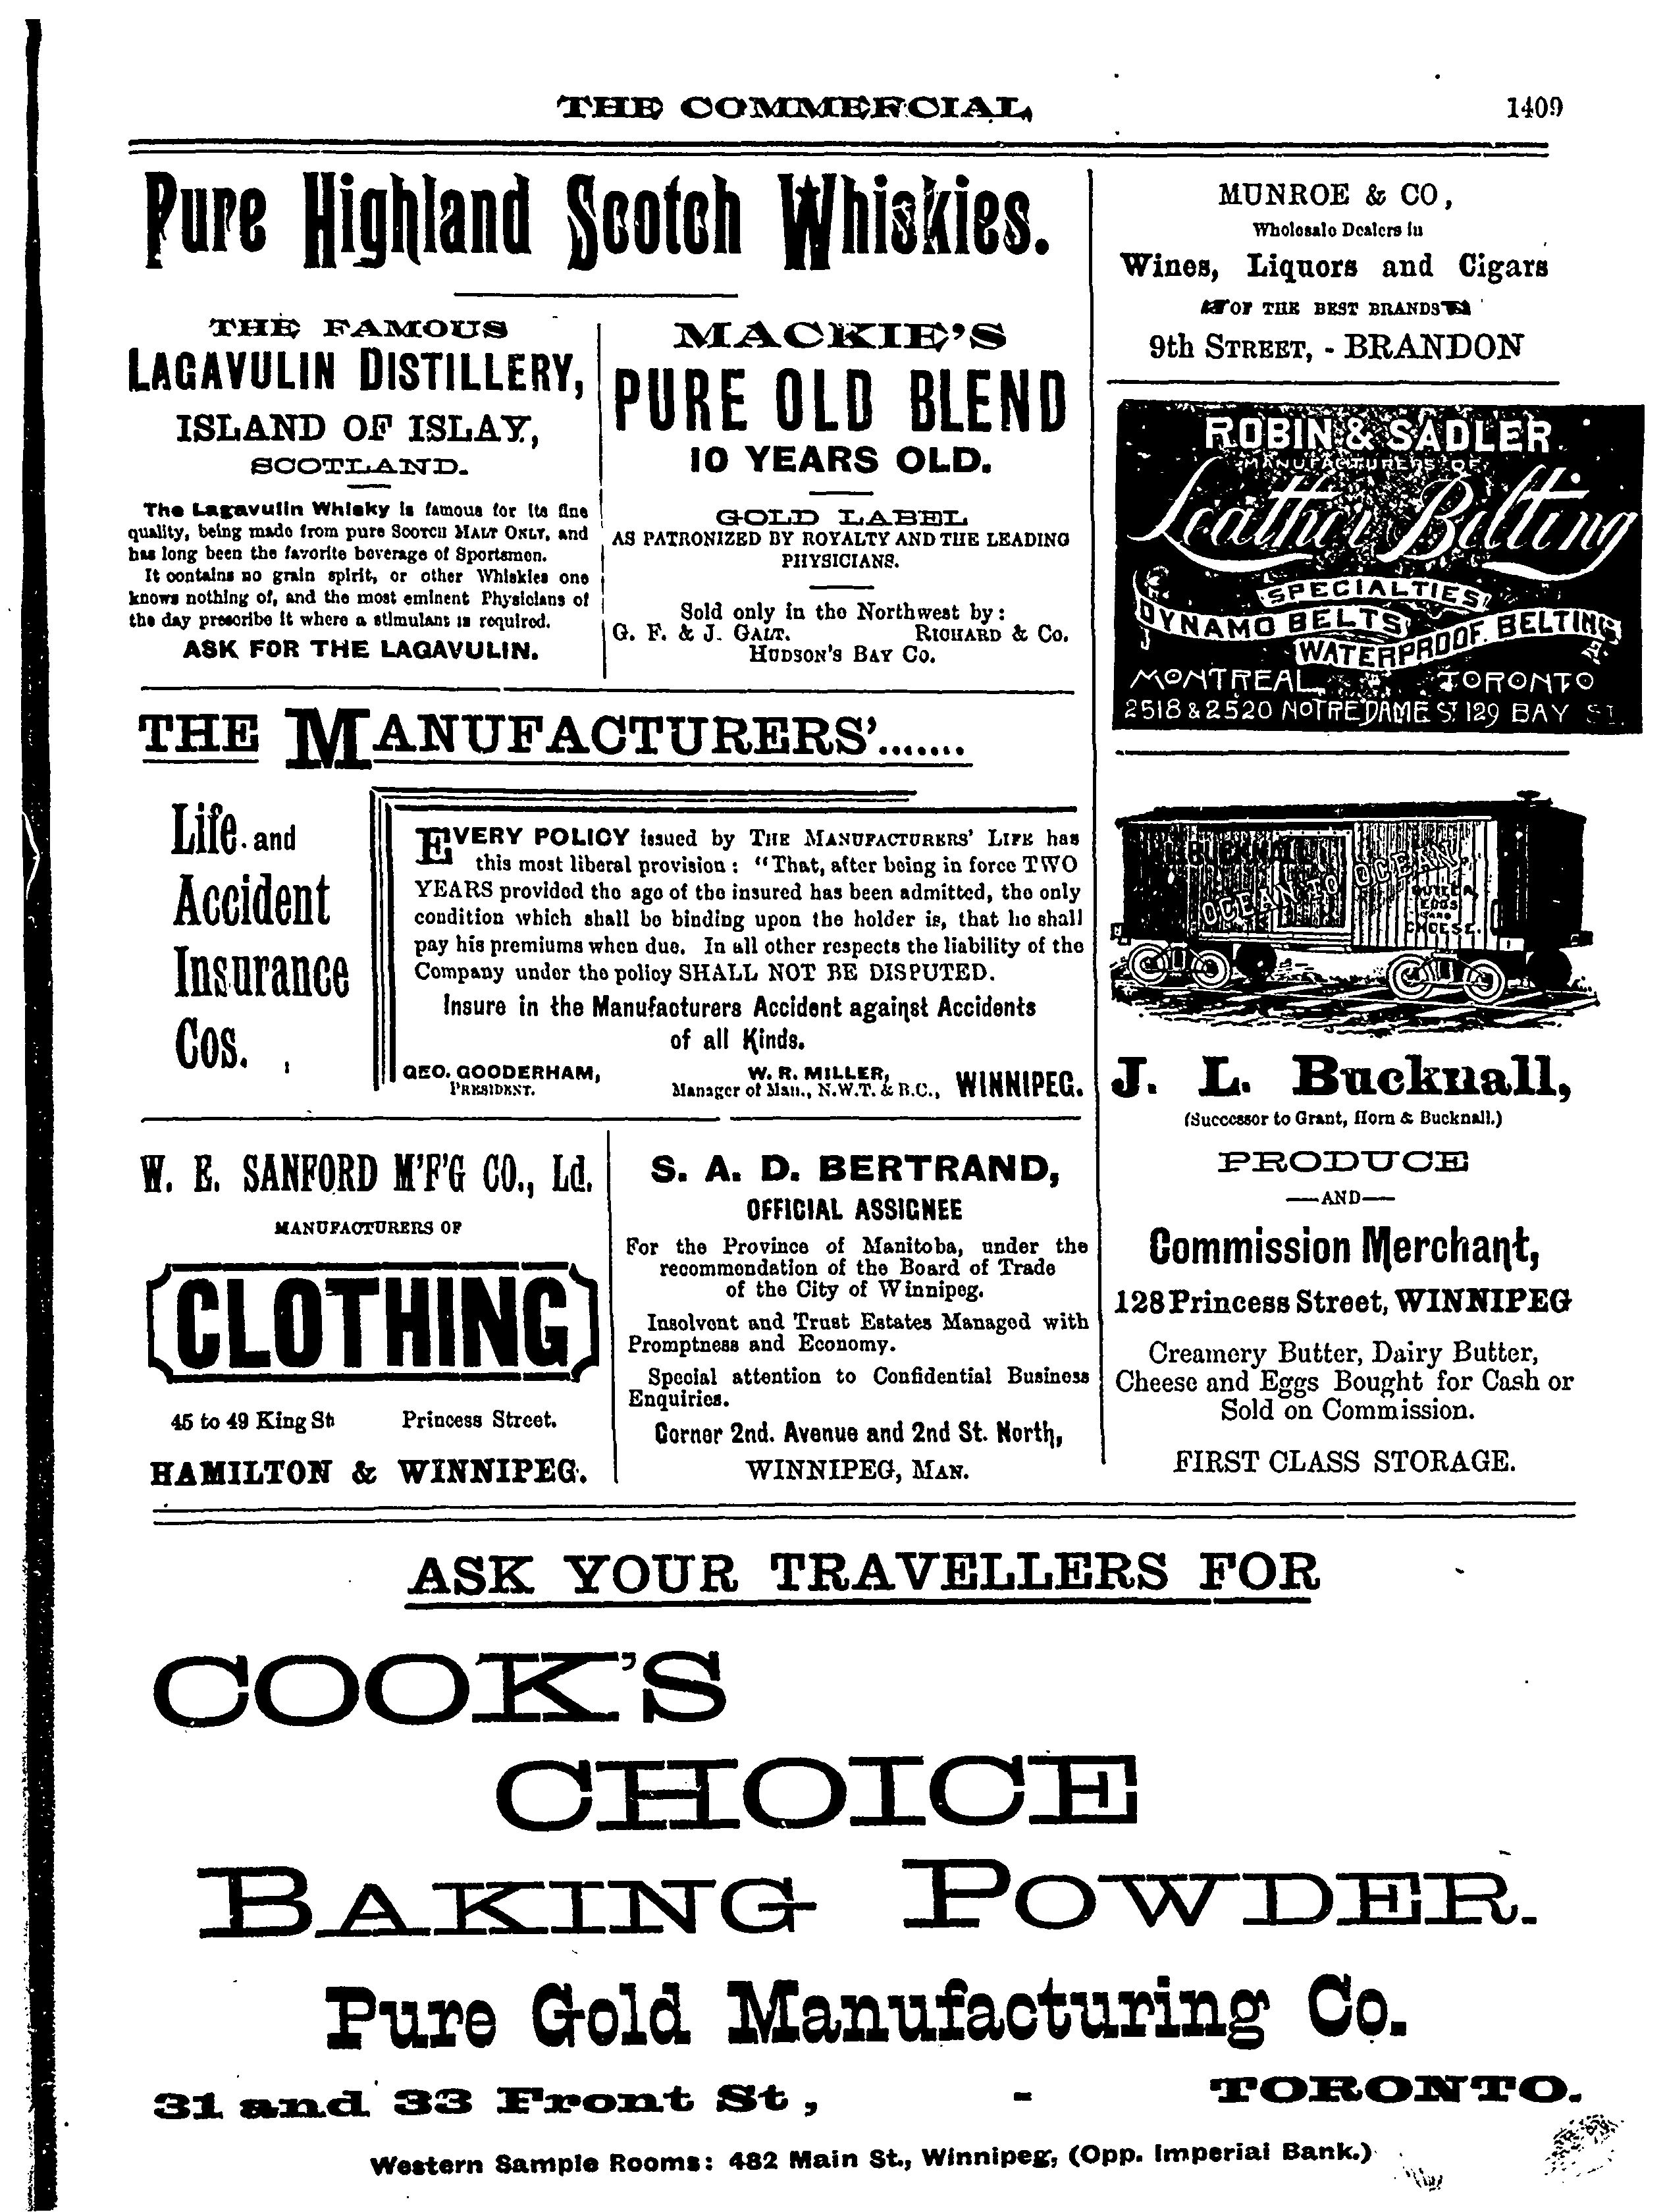 THE COMMERCIAL
1409
Pure Highland Scotch Whiskies.
THE FAMOUS
LAGAVULIN DISTILLERY,
ISLAND OF ISLAY,
SCOTLAND.
The Lagavulin Whisky is famous for its fine
quality, being made from pure SCOTCH MALT ONLY, and
has long been the favorite beverage of Sportsmen.
It contains no grain spirit, or other Whiskies one
knows nothing of, and the most eminent Physicians of
the day prescribe it where a stimulant is required.
ASK FOR THE LAGAVULIN.
MACKIE'S
PURE OLD BLEND
10 YEARS OLD.
GOLD LABEL
AS PATRONIZED BY ROYALTY AND THE LEADING
PHYSICIANS.
Sold only in the Northwest by:
G. F. & J. GALT. RICHARD & CO.
HUDSON'S BAY CO.
THE MANUFACTURERS'.......
Life and
Accident
Insurance
Cos.
EVERY POLICY issued by THE MANUFACTURERS' LIFE has
this most liberal provision: "That, after being in force TWO
YEARS provided the age of the insured has been admitted, the only
condition which shall be binding upon the holder is, that he shall
pay his premiums when due. In all other respects the liability of the
Company under the policy SHALL NOT BE DISPUTED.
Insure in the Manufacturers Accident against Accidents
of all Kinds.
GEO. GOODERHAM,
PRESIDENT.
W. R. MILLER,
Manager of Man., N.W.T. & B.C., WINNIPEG.
W. E. SANFORD M'F'G CO., Ld.
MANUFACTURERS OF
CLOTHING
45 to 49 King St Princess Street.
HAMILTON & WINNIPEG.
S. A. D. BERTRAND,
OFFICIAL ASSIGNEE
For the Province of Manitoba, under the
recommendation of the Board of Trade
of the City of Winnipeg.
Insolvent and Trust Estates Managed with
Promptness and Economy.
Special attention to Confidential Business
Enquiries.
Corner 2nd. Avenue and 2nd St. North,
WINNIPEG, MAN.
MUNROE & CO,
Wholesale Dealers in
Wines, Liquors and Cigars
OF THE BEST BRANDS
9th STREET, - BRANDON
ROBIN & SADLER
MANUFACTURERS OF
Leather Belting
SPECIALTIES
DYNAMO BELTS
WATERPROOF BELTING
MONTREAL TORONTO
2518 & 2520 NOTRE DAME ST 129 BAY ST.
J.L. BUCKNALL
OCEAN TO OCEAN
BUTTER
EGGS
AND
CHEESE.
J. L. Bucknall,
(Successor to Grant, Horn & Bucknall.)
PRODUCE
—AND—
Commission Merchant,
128 Princess Street, WINNIPEG
Creamery Butter, Dairy Butter,
Cheese and Eggs Bought for Cash or
Sold on Commission.
FIRST CLASS STORAGE.
ASK YOUR TRAVELLERS FOR
COOK'S
CHOICE
BAKING POWDER.
Pure Gold Manufacturing Co.
31 and 33 Front St, - TORONTO.
Western Sample Rooms: 482 Main St., Winnipeg, (Opp. Imperial Bank.)